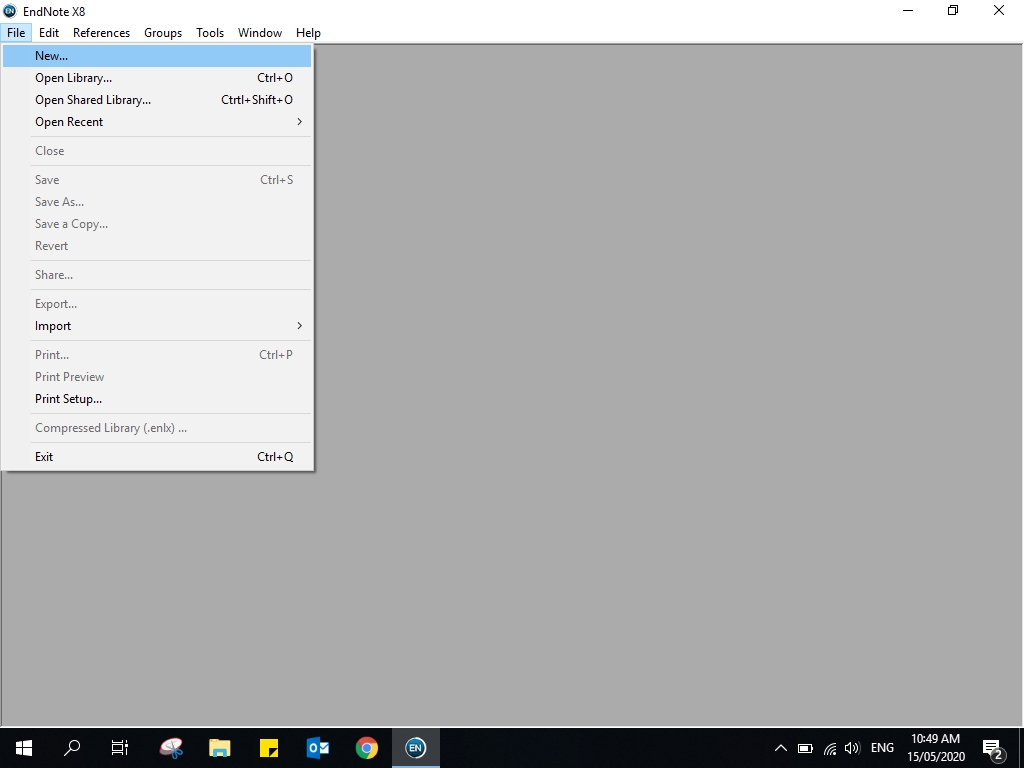 EN EndNote X8
File Edit References Groups Tools Window Help
New...
Open Library... Ctrl+O
Open Shared Library... Ctrtl+Shift+O
Open Recent
Close
Save Ctrl+S
Save As...
Save a Copy...
Revert
Share...
Export...
Import
Print... Ctrl+P
Print Preview
Print Setup...
Compressed Library (.enlx) ...
Exit Ctrl+Q
EN ENG 10:49 AM
15/05/2020 2